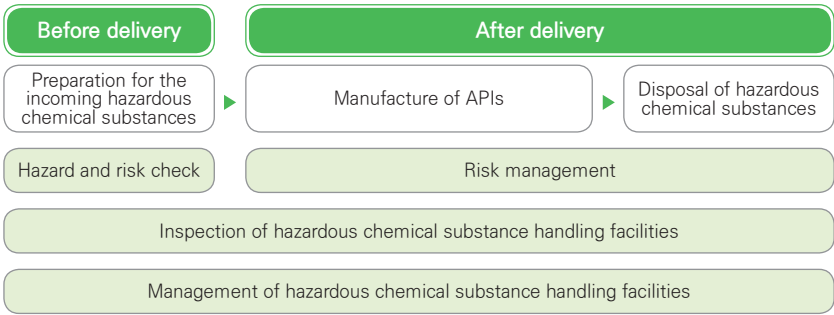 Before delivery
After delivery
Preparation for the
incoming hazardous
chemical substances
Manufacture of APIs
Disposal of hazardous
chemical substances
Hazard and risk check
Risk management
Inspection of hazardous chemical substance handling facilities
Management of hazardous chemical substance handling facilities